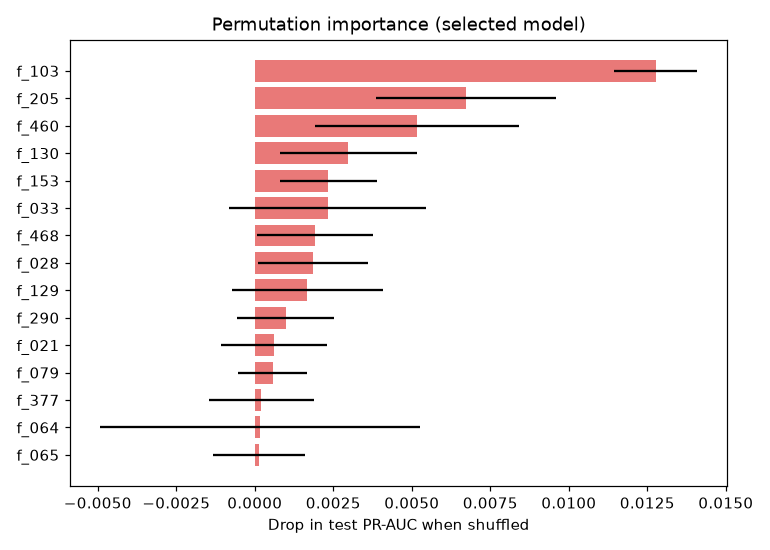 Permutation importance (selected model)
f_103
f_205
f_460
f_130
f_153
f_033
f_468
f_028
f_129
f_290
f_021
f_079
f_377
f_064
f_065
−0.0050 −0.0025 0.0000 0.0025 0.0050 0.0075 0.0100 0.0125 0.0150
Drop in test PR-AUC when shuffled